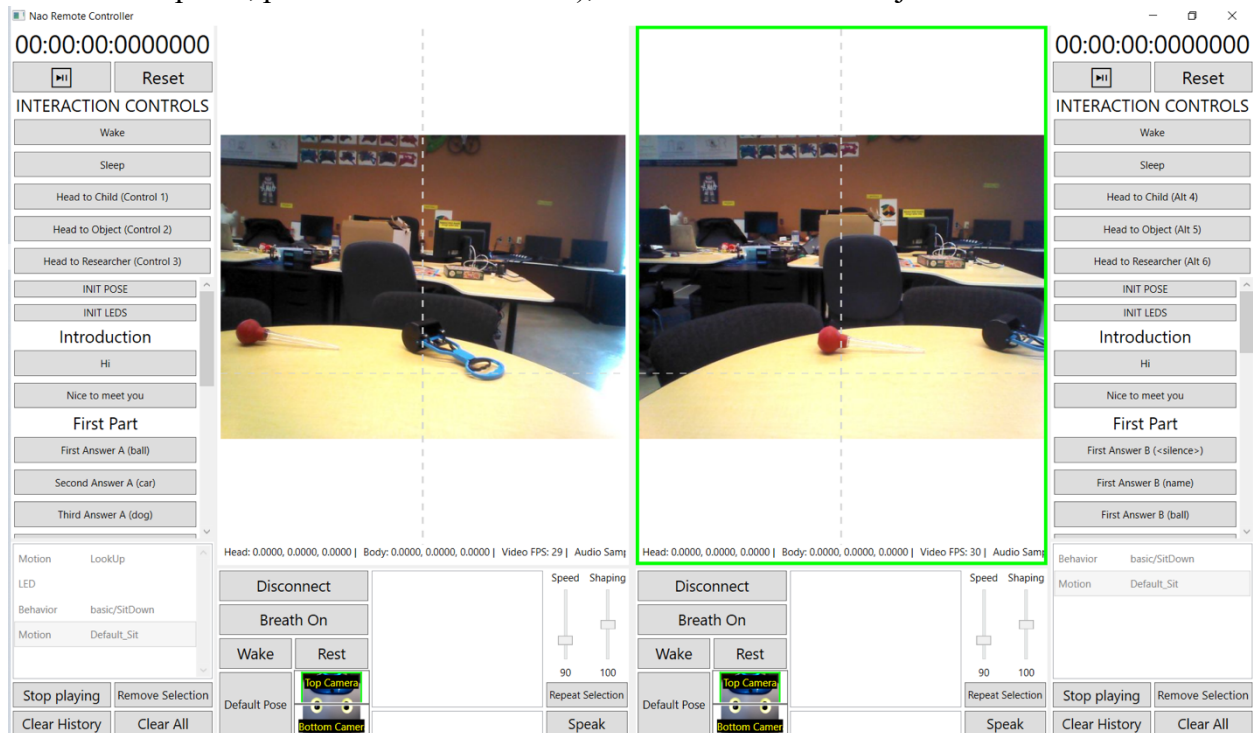 Nao Remote Controller
00:00:00:0000000
Reset
INTERACTION CONTROLS
Wake
Sleep
Head to Child (Control 1)
Head to Object (Control 2)
Head to Researcher (Control 3)
INIT POSE
INIT LEDS
Introduction
Hi
Nice to meet you
First Part
First Answer A (ball)
Second Answer A (car)
Third Answer A (dog)
Motion LookUp
LED
Behavior basic/SitDown
Motion Default_Sit
Stop playing Remove Selection
Clear History Clear All
Head: 0.0000, 0.0000, 0.0000 | Body: 0.0000, 0.0000, 0.0000 | Video FPS: 29 | Audio Samp
Disconnect
Breath On
Wake Rest
Default Pose
Top Camera
Bottom Camer
Speed Shaping
90 100
Repeat Selection
Speak
Head: 0.0000, 0.0000, 0.0000 | Body: 0.0000, 0.0000, 0.0000 | Video FPS: 30 | Audio Samp
Disconnect
Breath On
Wake Rest
Default Pose
Top Camera
Bottom Camer
Speed Shaping
90 100
Repeat Selection
Speak
00:00:00:0000000
Reset
INTERACTION CONTROLS
Wake
Sleep
Head to Child (Alt 4)
Head to Object (Alt 5)
Head to Researcher (Alt 6)
INIT POSE
INIT LEDS
Introduction
Hi
Nice to meet you
First Part
First Answer B (<silence>)
First Answer B (name)
First Answer B (ball)
Behavior basic/SitDown
Motion Default_Sit
Stop playing Remove Selection
Clear History Clear All